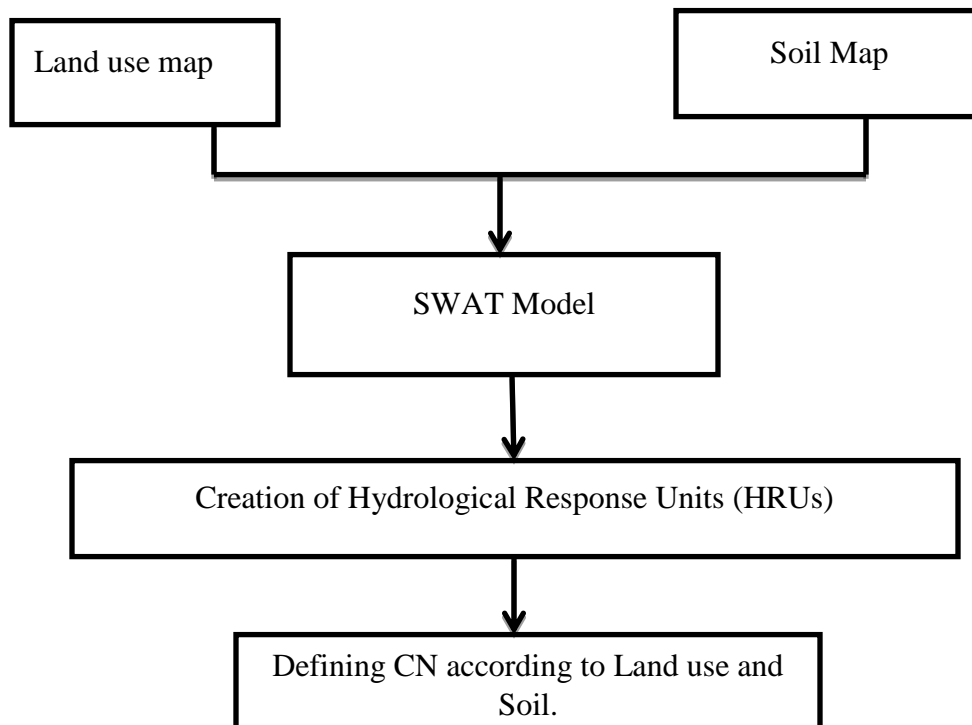 Land use map
Soil Map
SWAT Model
Creation of Hydrological Response Units (HRUs)
Defining CN according to Land use and
Soil.